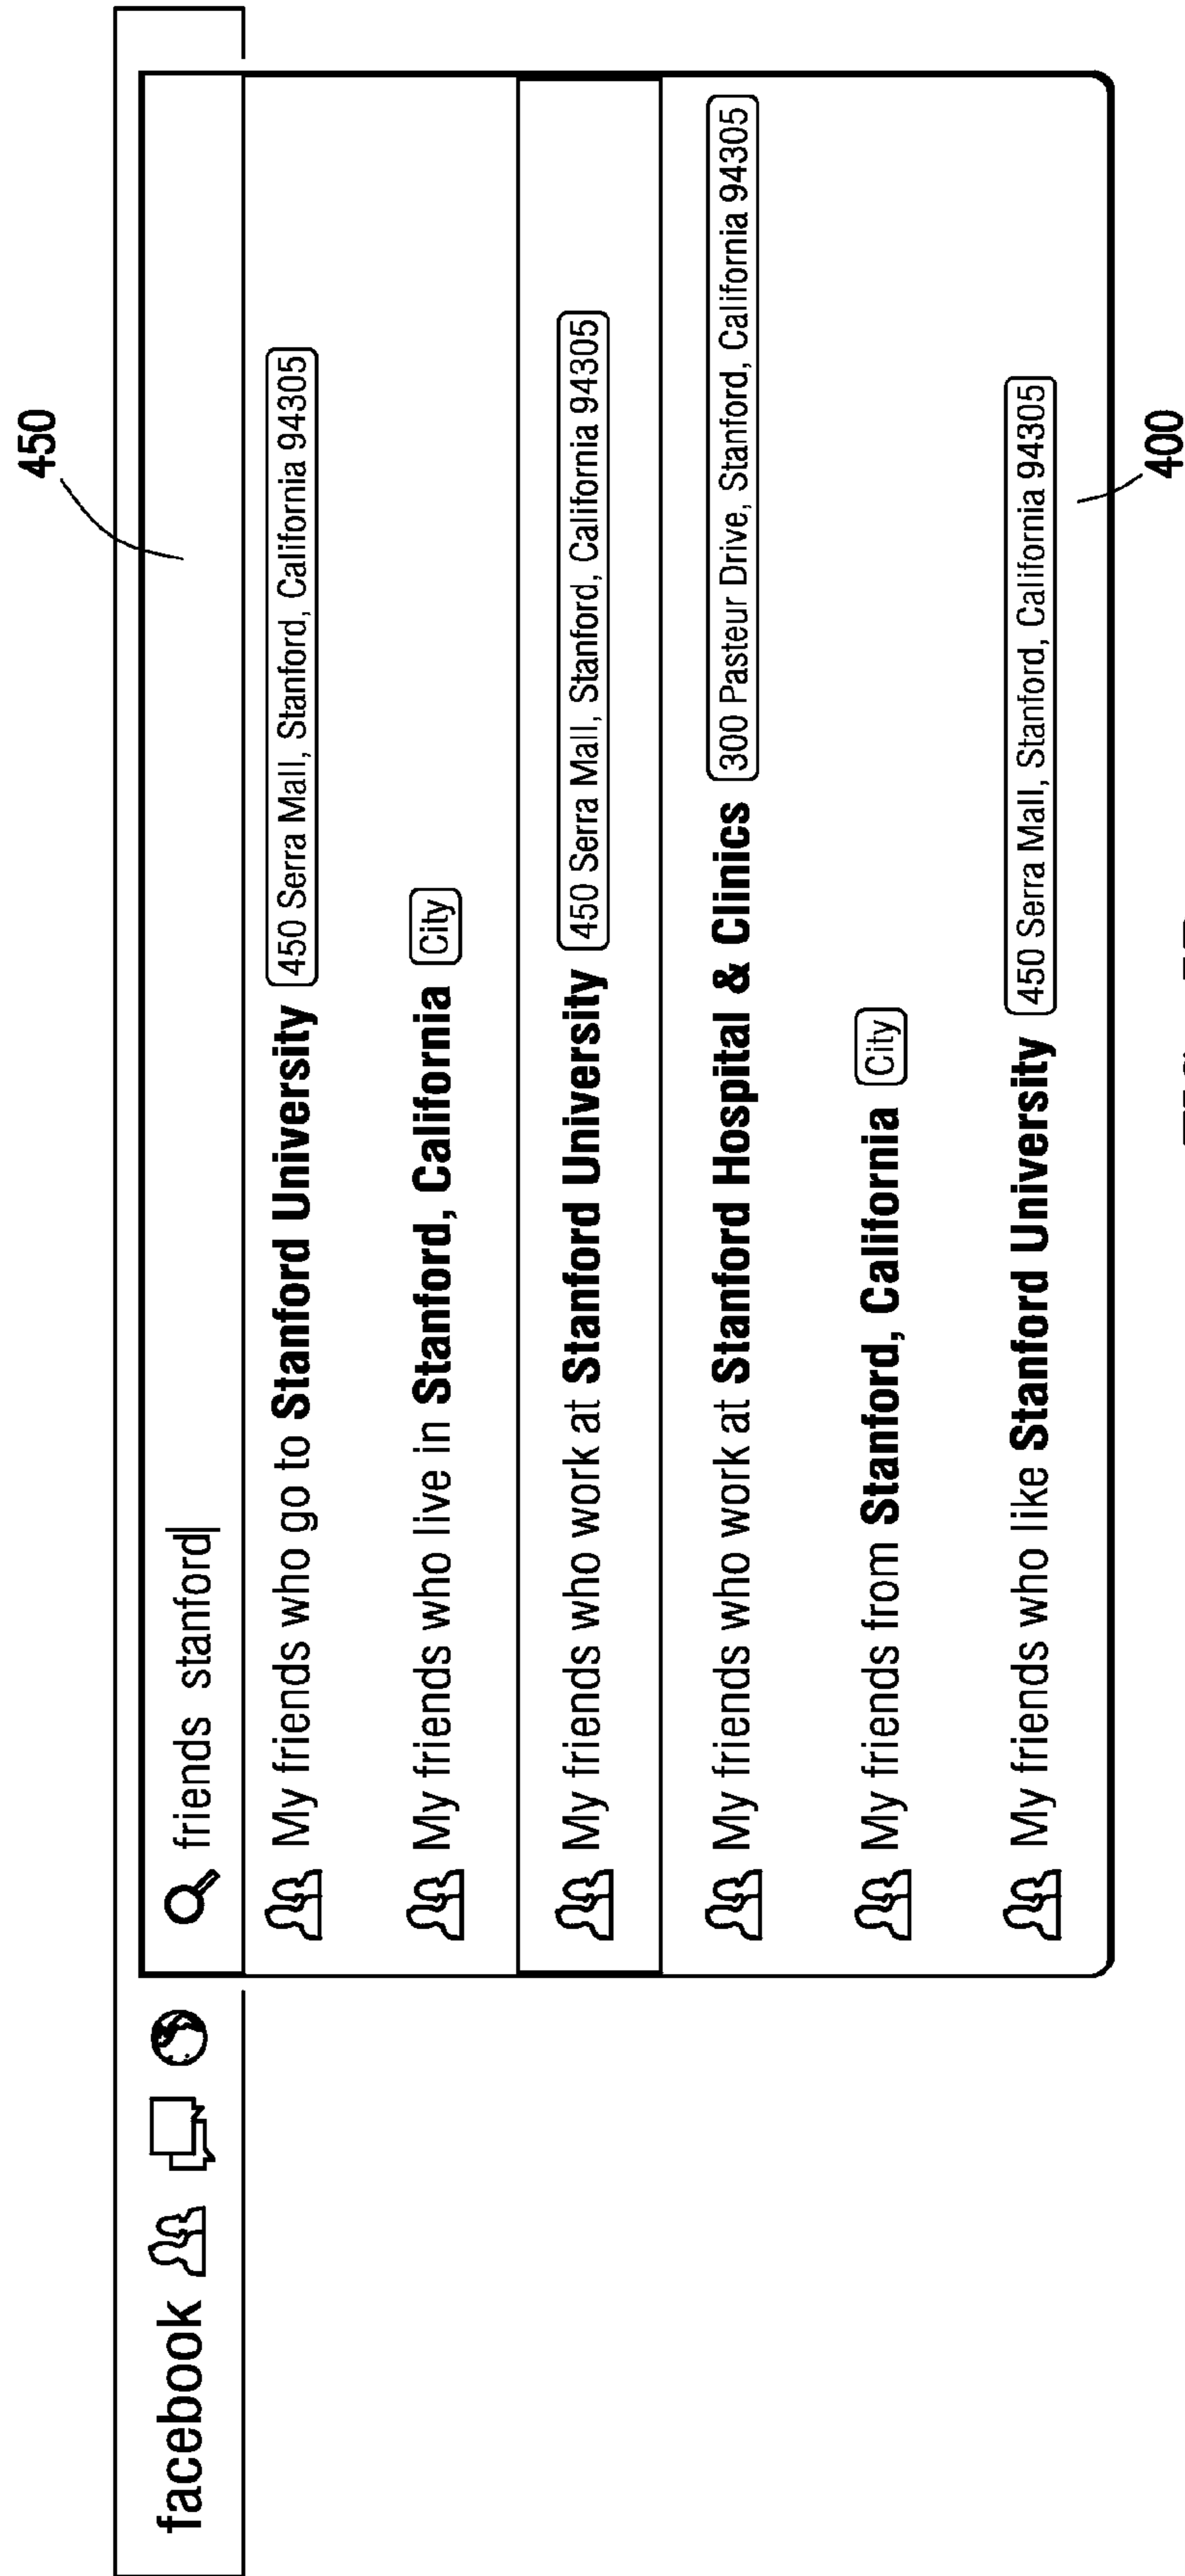 450
facebook friends stanford
My friends who go to Stanford University 450 Serra Mall, Stanford, California 94305
My friends who live in Stanford, California City
My friends who work at Stanford University 450 Serra Mall, Stanford, California 94305
My friends who work at Stanford Hospital & Clinics 300 Pasteur Drive, Stanford, California 94305
My friends from Stanford, California City
My friends who like Stanford University 450 Serra Mall, Stanford, California 94305
400